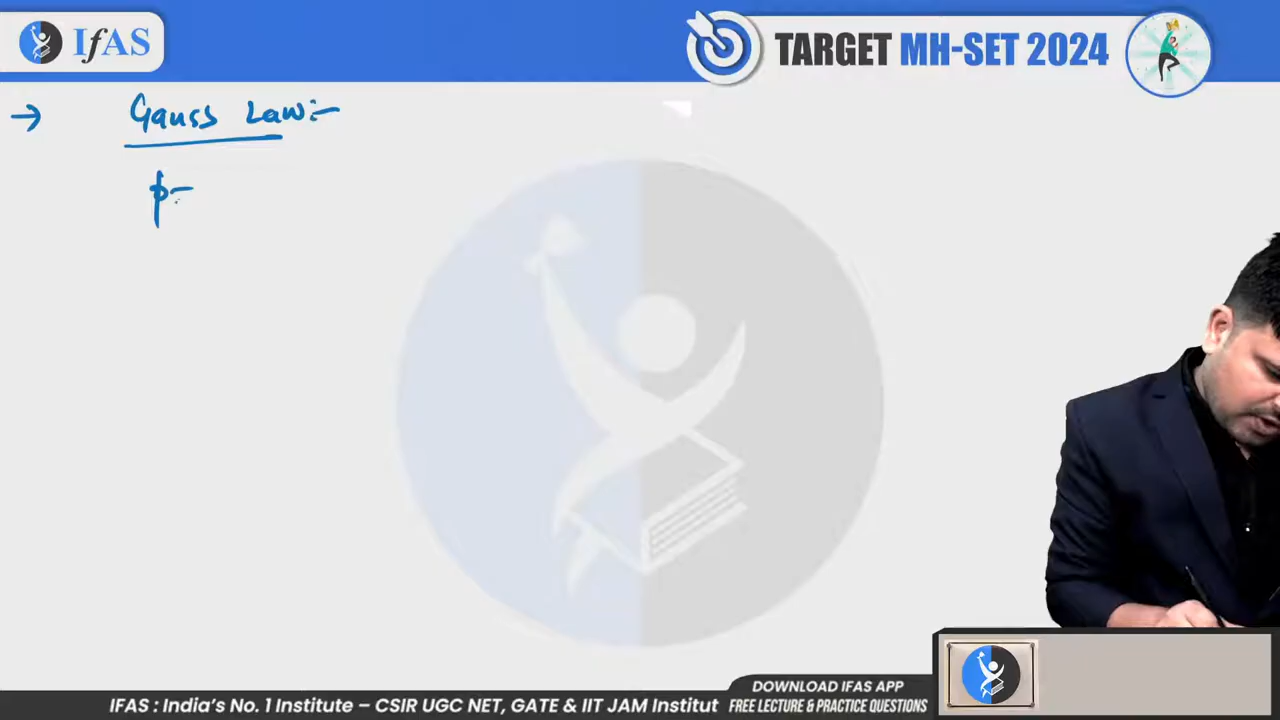 IfAS
TARGET MH-SET 2024
→ Gauss Law:-
ϕ=
DOWNLOAD IFAS APP
IFAS : India's No. 1 Institute – CSIR UGC NET, GATE & IIT JAM Institut
FREE LECTURE & PRACTICE QUESTIONS